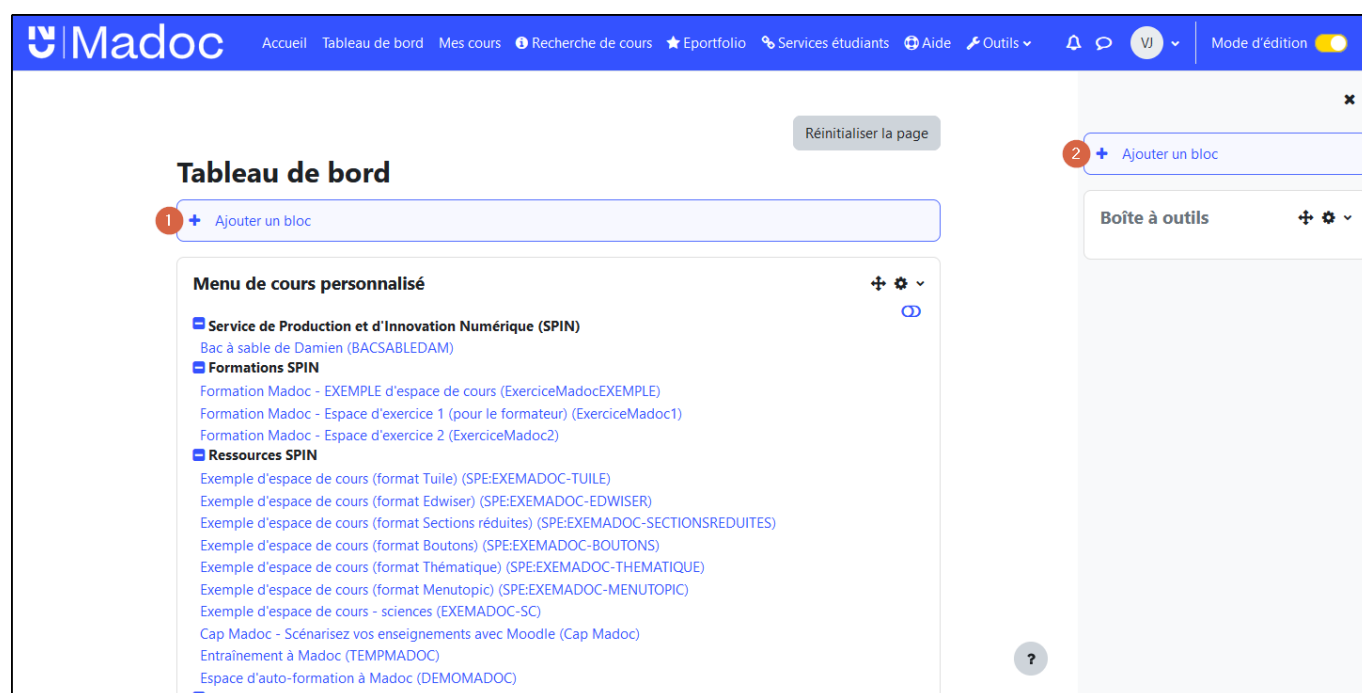 Madoc
Accueil Tableau de bord Mes cours Recherche de cours Eportfolio Services étudiants Aide Outils VJ Mode d'édition
Réinitialiser la page
Tableau de bord
1 + Ajouter un bloc
2 + Ajouter un bloc
Boîte à outils
Menu de cours personnalisé
Service de Production et d'Innovation Numérique (SPIN)
Bac à sable de Damien (BACSABLEDAM)
Formations SPIN
Formation Madoc - EXEMPLE d'espace de cours (ExerciceMadocEXEMPLE)
Formation Madoc - Espace d'exercice 1 (pour le formateur) (ExerciceMadoc1)
Formation Madoc - Espace d'exercice 2 (ExerciceMadoc2)
Ressources SPIN
Exemple d'espace de cours (format Tuile) (SPE:EXEMADOC-TUILE)
Exemple d'espace de cours (format Edwiser) (SPE:EXEMADOC-EDWISER)
Exemple d'espace de cours (format Sections réduites) (SPE:EXEMADOC-SECTIONSREDUITES)
Exemple d'espace de cours (format Boutons) (SPE:EXEMADOC-BOUTONS)
Exemple d'espace de cours (format Thématique) (SPE:EXEMADOC-THEMATIQUE)
Exemple d'espace de cours (format Menutopic) (SPE:EXEMADOC-MENUTOPIC)
Exemple d'espace de cours - sciences (EXEMADOC-SC)
Cap Madoc - Scénarisez vos enseignements avec Moodle (Cap Madoc)
Entraînement à Madoc (TEMPMADOC)
Espace d'auto-formation à Madoc (DEMOMADOC)
?